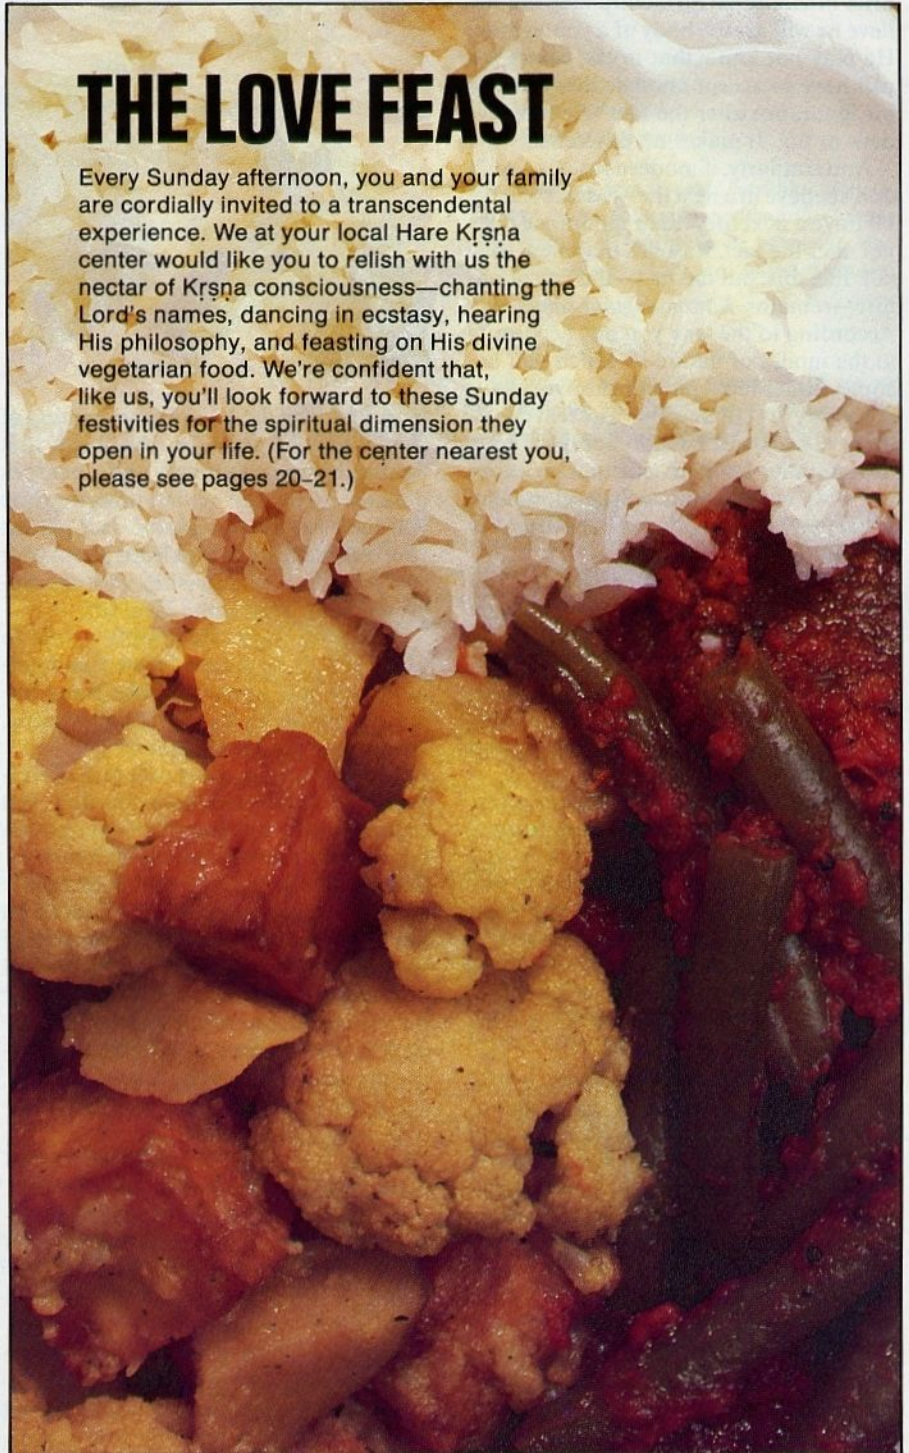 THE LOVE FEAST
Every Sunday afternoon, you and your family
are cordially invited to a transcendental
experience. We at your local Hare Kṛṣṇa
center would like you to relish with us the
nectar of Kṛṣṇa consciousness—chanting the
Lord's names, dancing in ecstasy, hearing
His philosophy, and feasting on His divine
vegetarian food. We're confident that,
like us, you'll look forward to these Sunday
festivities for the spiritual dimension they
open in your life. (For the center nearest you,
please see pages 20–21.)